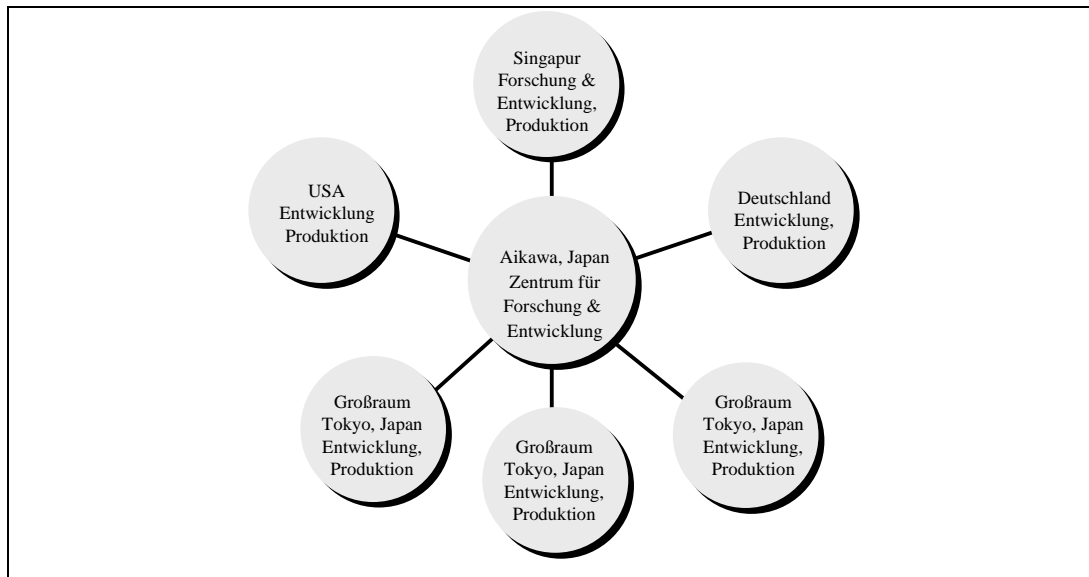 Singapur
Forschung &
Entwicklung,
Produktion
USA
Entwicklung
Produktion
Deutschland
Entwicklung,
Produktion
Aikawa, Japan
Zentrum für
Forschung &
Entwicklung
Großraum
Tokyo, Japan
Entwicklung,
Produktion
Großraum
Tokyo, Japan
Entwicklung,
Produktion
Großraum
Tokyo, Japan
Entwicklung,
Produktion